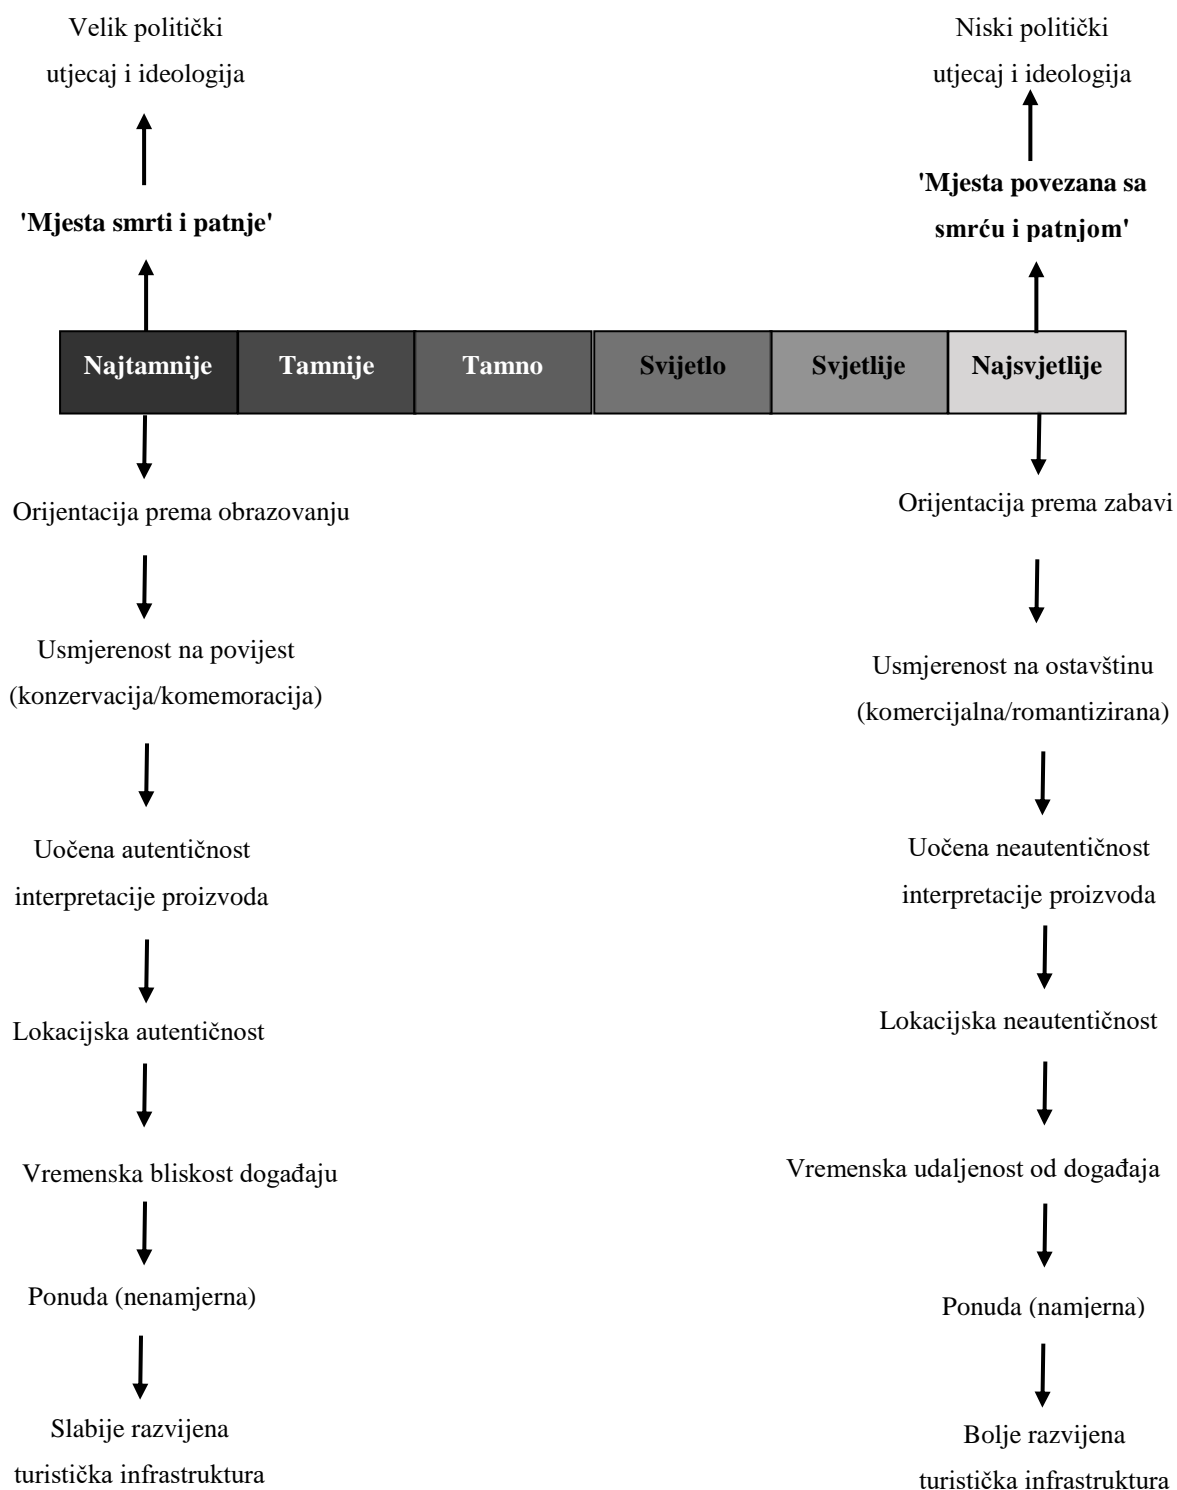 Velik politički
utjecaj i ideologija
Niski politički
utjecaj i ideologija
'Mjesta smrti i patnje'
'Mjesta povezana sa
smrću i patnjom'
Najtamnije
Tamnije
Tamno
Svijetlo
Svjetlije
Najsvjetlije
Orijentacija prema obrazovanju
Orijentacija prema zabavi
Usmjerenost na povijest
(konzervacija/komemoracija)
Usmjerenost na ostavštinu
(komercijalna/romantizirana)
Uočena autentičnost
interpretacije proizvoda
Uočena neautentičnost
interpretacije proizvoda
Lokacijska autentičnost
Lokacijska neautentičnost
Vremenska bliskost događaju
Vremenska udaljenost od događaja
Ponuda (nenamjerna)
Ponuda (namjerna)
Slabije razvijena
turistička infrastruktura
Bolje razvijena
turistička infrastruktura